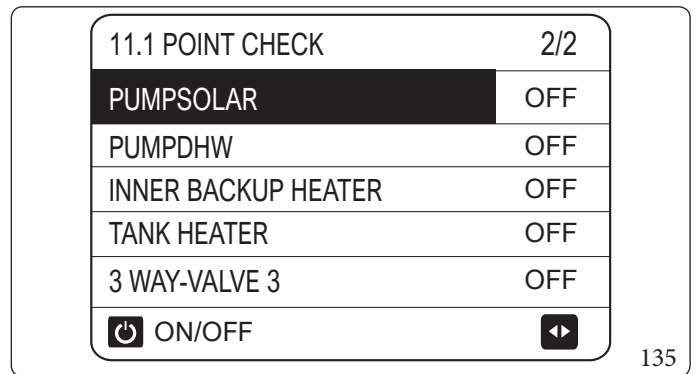 11.1 POINT CHECK 2/2
PUMPSOLAR OFF
PUMPDHW OFF
INNER BACKUP HEATER OFF
TANK HEATER OFF
3 WAY-VALVE 3 OFF
ON/OFF
135